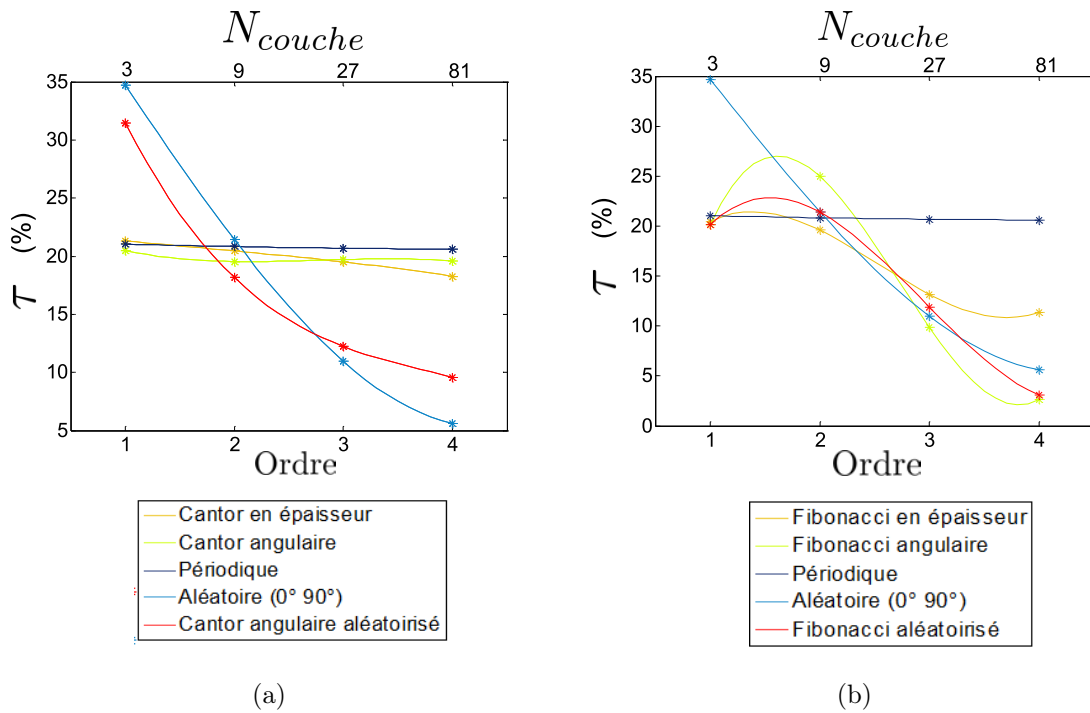 N_couche
3 9 27 81
35
30
25
20
15
10
5
τ (%)
1 2 3 4
Ordre
Cantor en épaisseur
Cantor angulaire
Périodique
Aléatoire (0° 90°)
Cantor angulaire aléatoirisé
(a)
N_couche
3 9 27 81
35
30
25
20
15
10
5
0
τ (%)
1 2 3 4
Ordre
Fibonacci en épaisseur
Fibonacci angulaire
Périodique
Aléatoire (0° 90°)
Fibonacci aléatoirisé
(b)